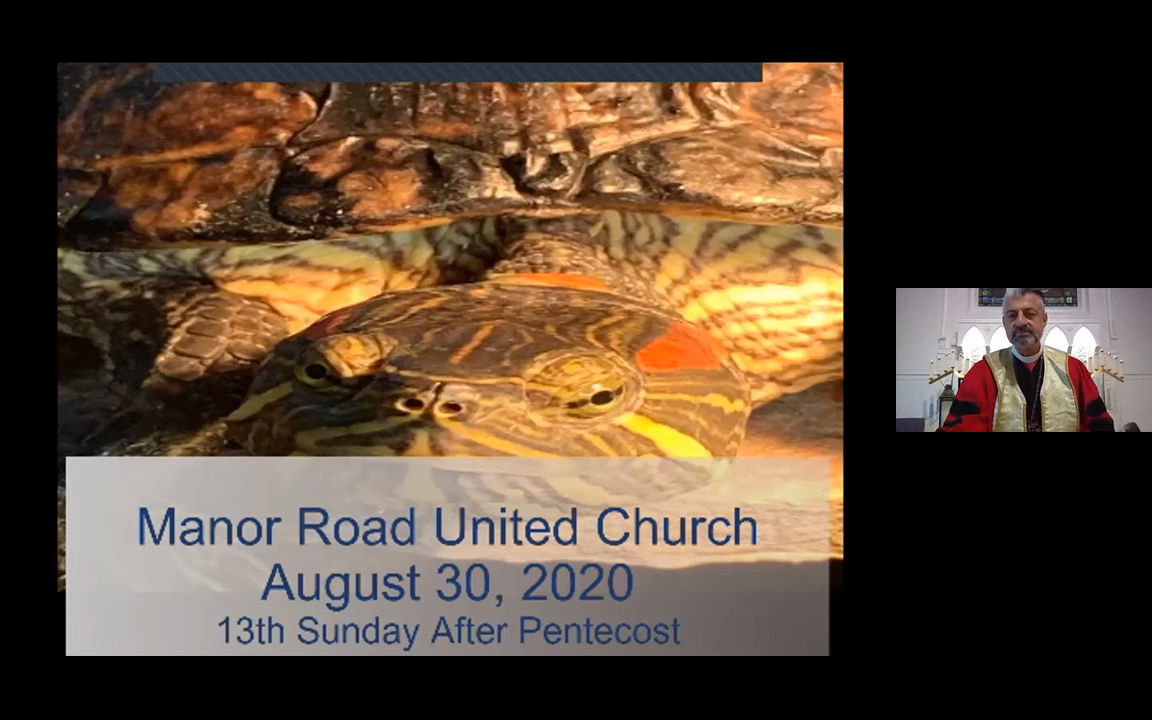 Manor Road United Church
August 30, 2020
13th Sunday After Pentecost